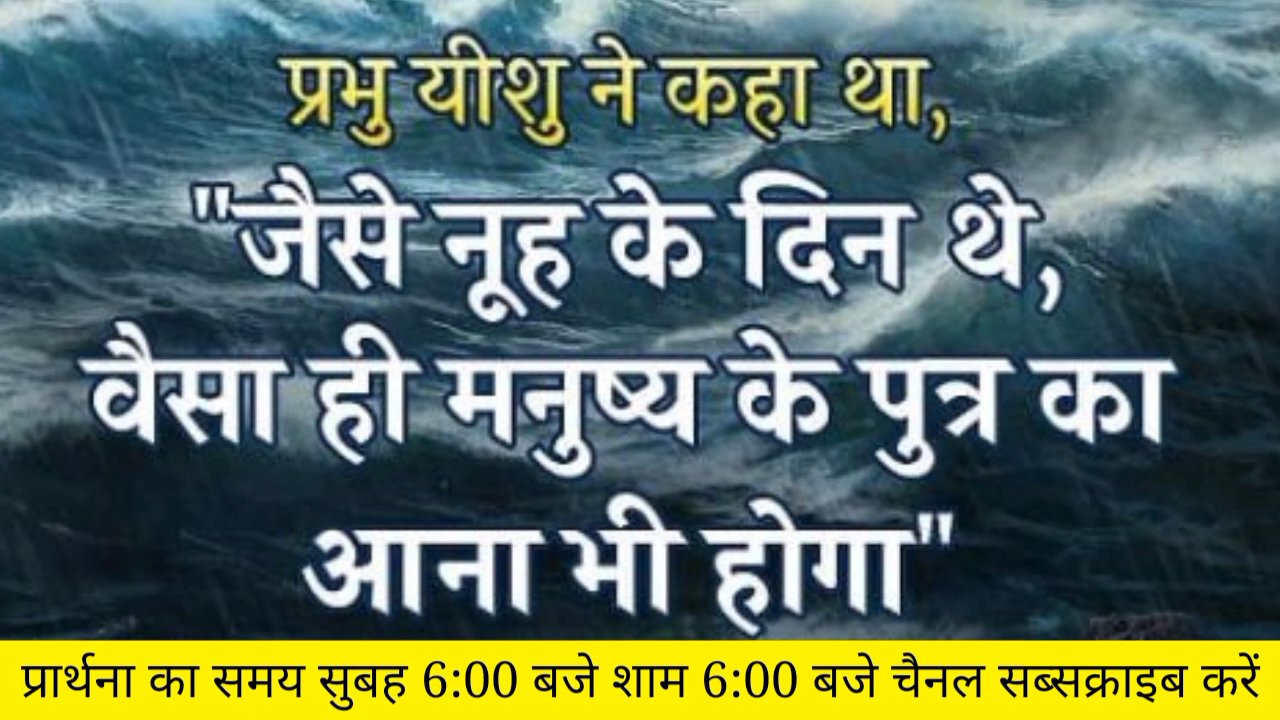 प्रभु यीशु ने कहा था,
"जैसे नूह के दिन थे,
वैसा ही मनुष्य के पुत्र का
आना भी होगा"
प्रार्थना का समय सुबह 6:00 बजे शाम 6:00 बजे चैनल सब्सक्राइब करें